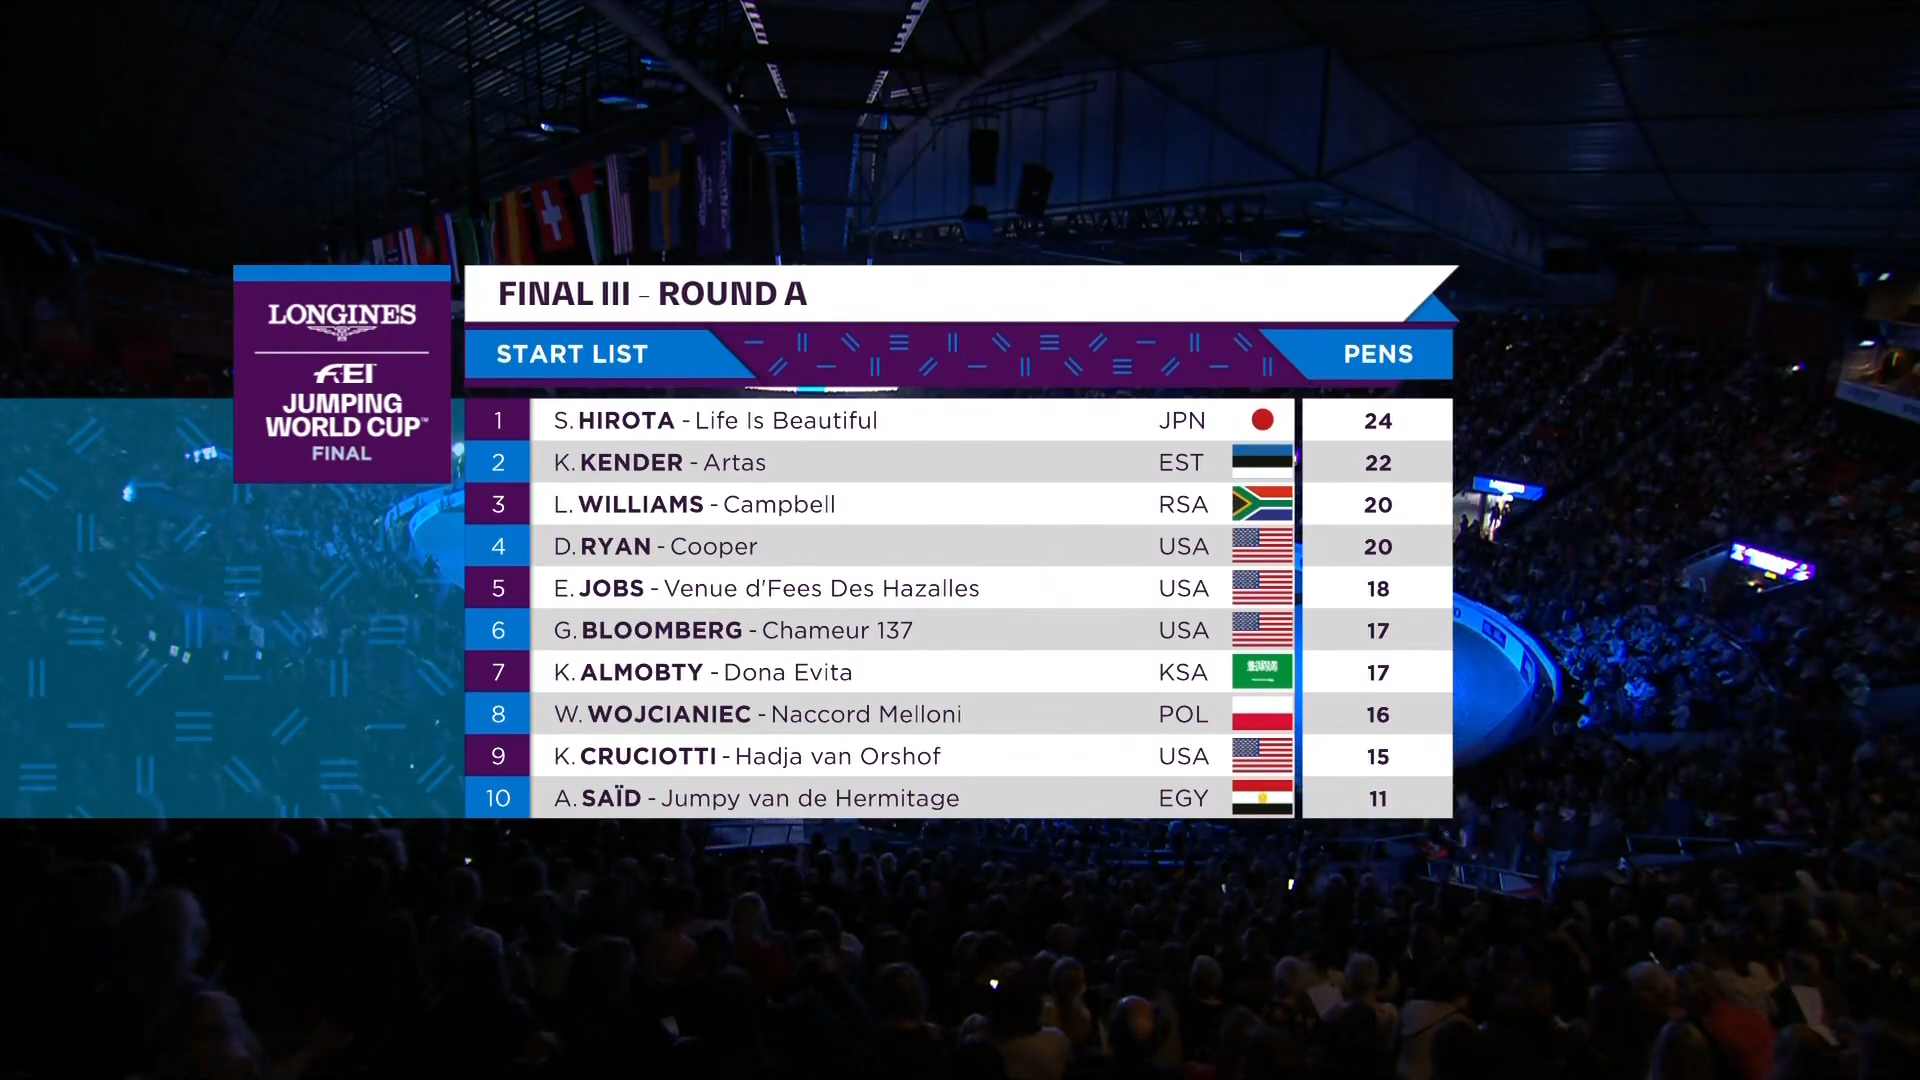 LONGINES
FEI
JUMPING
WORLD CUP™
FINAL
FINAL III - ROUND A
START LIST PENS
1 S. HIROTA - Life Is Beautiful JPN 24
2 K. KENDER - Artas EST 22
3 L. WILLIAMS - Campbell RSA 20
4 D. RYAN - Cooper USA 20
5 E. JOBS - Venue d'Fees Des Hazalles USA 18
6 G. BLOOMBERG - Chameur 137 USA 17
7 K. ALMOBTY - Dona Evita KSA 17
8 W. WOJCIANIEC - Naccord Melloni POL 16
9 K. CRUCIOTTI - Hadja van Orshof USA 15
10 A. SAÏD - Jumpy van de Hermitage EGY 11